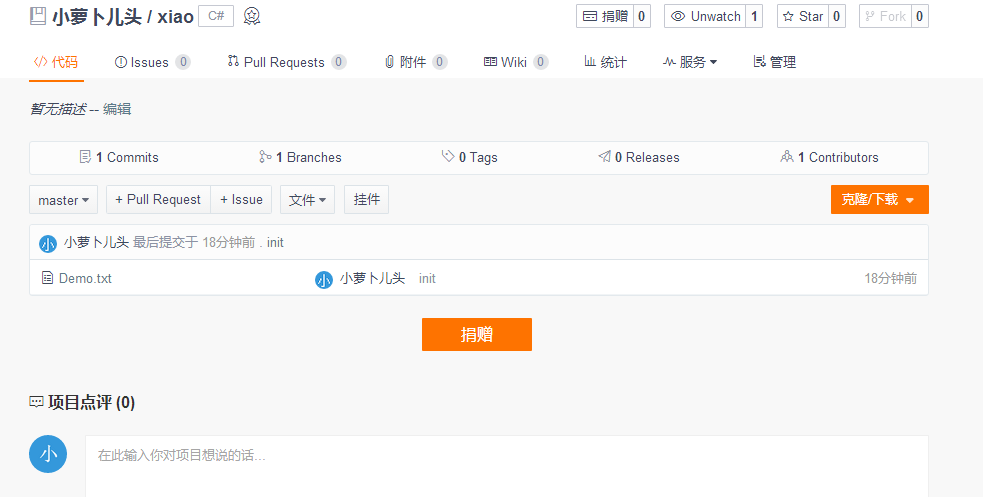 小萝卜儿头 / xiao C# 捐赠 0 Unwatch 1 Star 0 Fork 0
代码 Issues 0 Pull Requests 0 附件 0 Wiki 0 统计 服务 管理
暂无描述 -- 编辑
1 Commits 1 Branches 0 Tags 0 Releases 1 Contributors
master + Pull Request + Issue 文件 挂件 克隆/下载
小 小萝卜儿头 最后提交于 18分钟前 . init
Demo.txt 小 小萝卜儿头 init 18分钟前
捐赠
项目点评 (0)
小 在此输入你对项目想说的话...